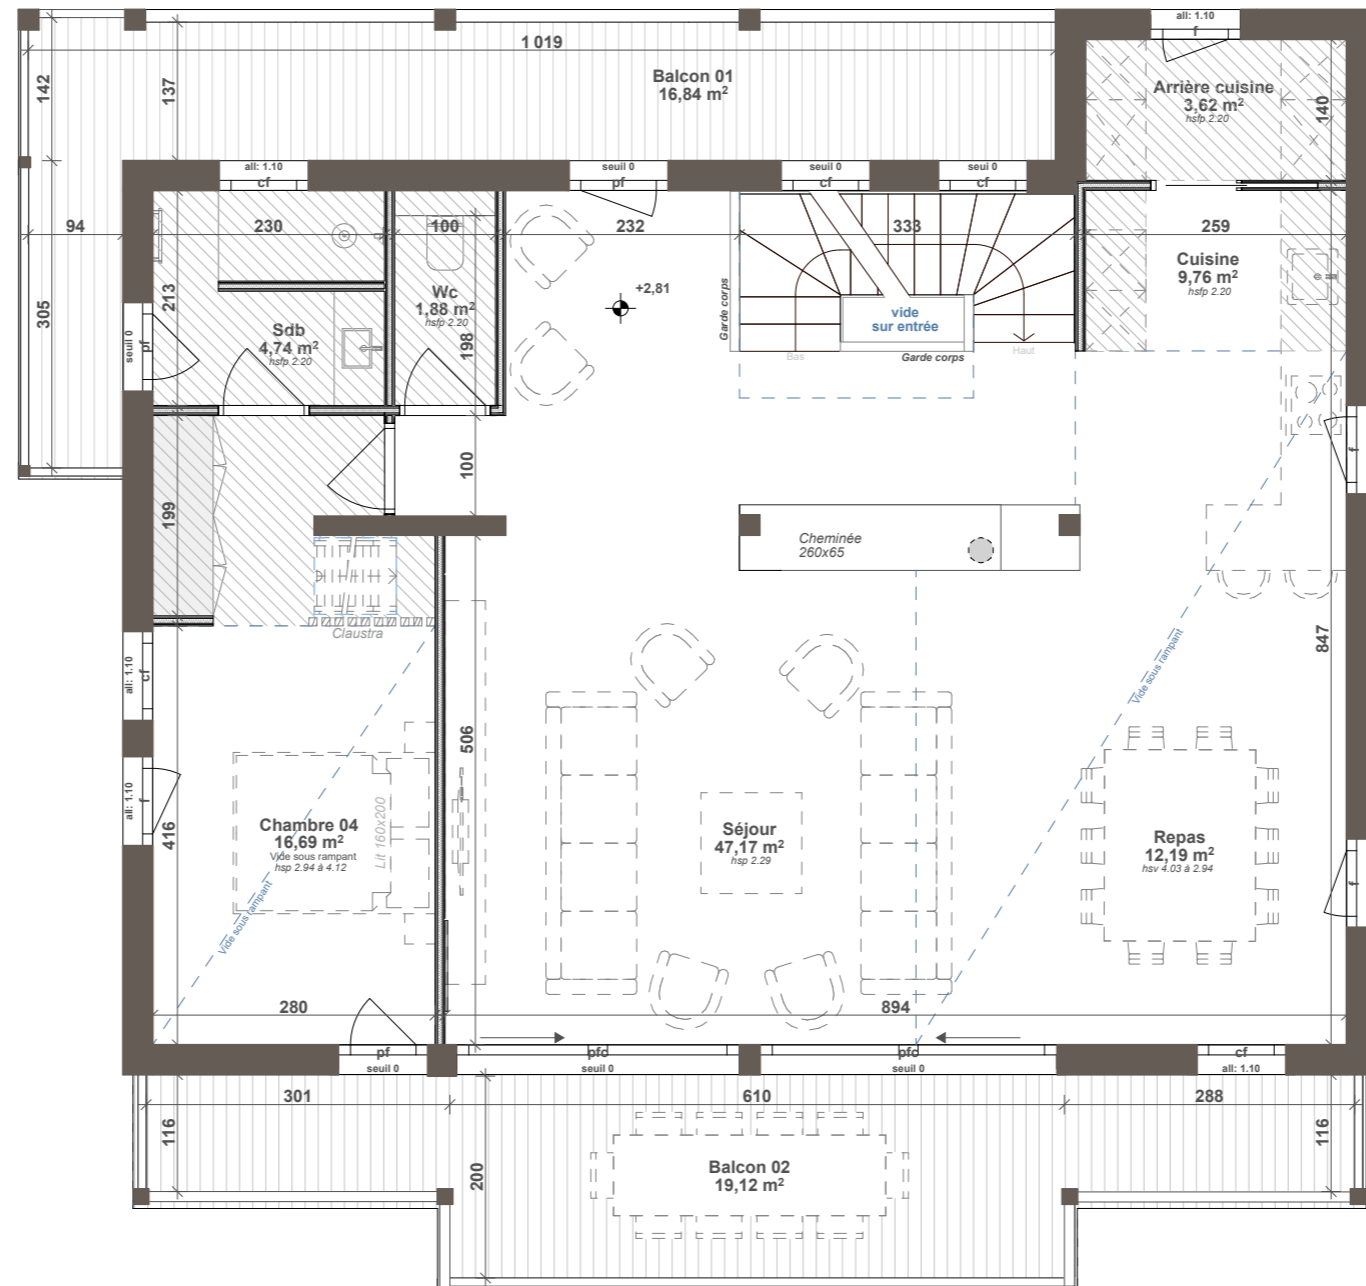 all: 1.10
f
1 019
142
137
Balcon 01
16,84 m²
Arrière cuisine
3,62 m²
hsfp 2.20
140
all: 1.10
cf
seuil 0
pf
seuil 0
cf
seui 0
cf
94
230
100
232
333
259
305
213
Wc
1,88 m²
hsfp 2.20
198
+2,81
Garde corps
vide
sur entrée
Bas
Garde corps
Haut
Cuisine
9,76 m²
hsfp 2.20
Sdb
4,74 m²
hsfp 2.20
seuil 0
pf
199
100
f
Cheminée
260x65
Claustra
all: 1.10
cf
506
Vide sous rampant
847
all: 1.10
f
416
Chambre 04
16,69 m²
Vide sous rampant
hsp 2.94 à 4.12
Lit 160x200
Vide sous rampant
Séjour
47,17 m²
hsp 2.29
Repas
12,19 m²
hsv 4.03 à 2.94
f
280
894
pf
seuil 0
pfc
seuil 0
pfc
seuil 0
cf
all: 1.10
301
610
288
116
200
116
Balcon 02
19,12 m²